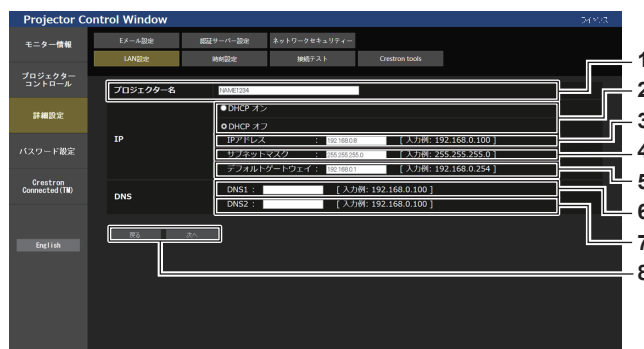 Projector Control Window
ライセンス
モニター情報
Eメール設定
認証サーバー設定
ネットワークセキュリティー
LAN設定
時刻設定
接続テスト
Crestron tools
プロジェクター
コントロール
詳細設定
パスワード設定
Crestron
Connected(TM)
English
プロジェクター名
NAME1234
IP
DHCP オン
DHCP オフ
IPアドレス : 192.168.0.8 [ 入力例: 192.168.0.100 ]
サブネットマスク : 255.255.255.0 [ 入力例: 255.255.255.0 ]
デフォルトゲートウェイ : 192.168.0.1 [ 入力例: 192.168.0.254 ]
DNS
DNS1 : [ 入力例: 192.168.0.100 ]
DNS2 : [ 入力例: 192.168.0.100 ]
戻る
次へ
1
2
3
4
5
6
7
8